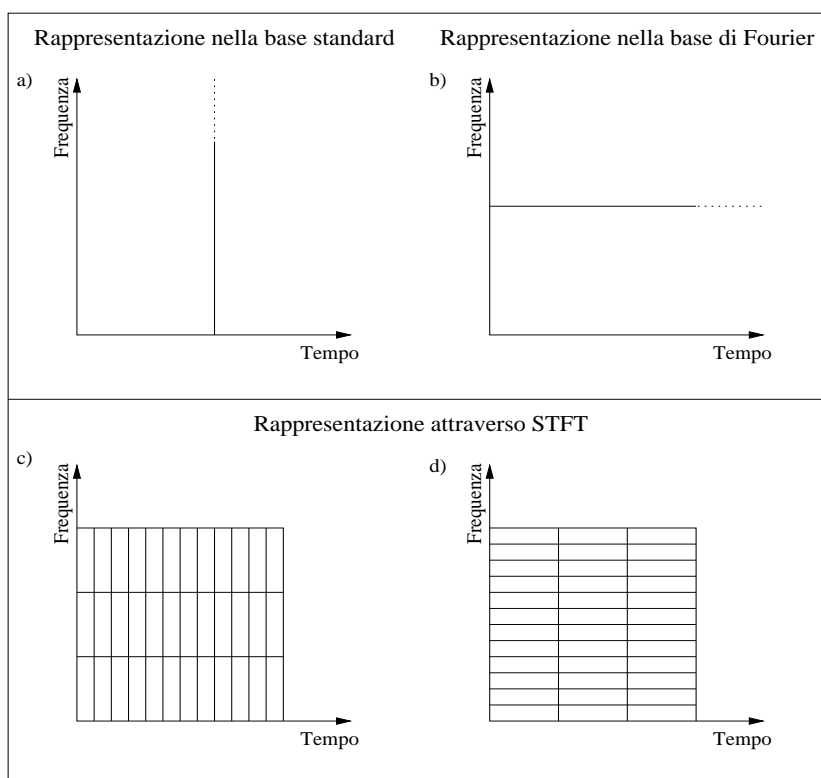 Rappresentazione nella base standard
Rappresentazione nella base di Fourier
a)
Frequenza
Tempo
b)
Frequenza
Tempo
Rappresentazione attraverso STFT
c)
Frequenza
Tempo
d)
Frequenza
Tempo